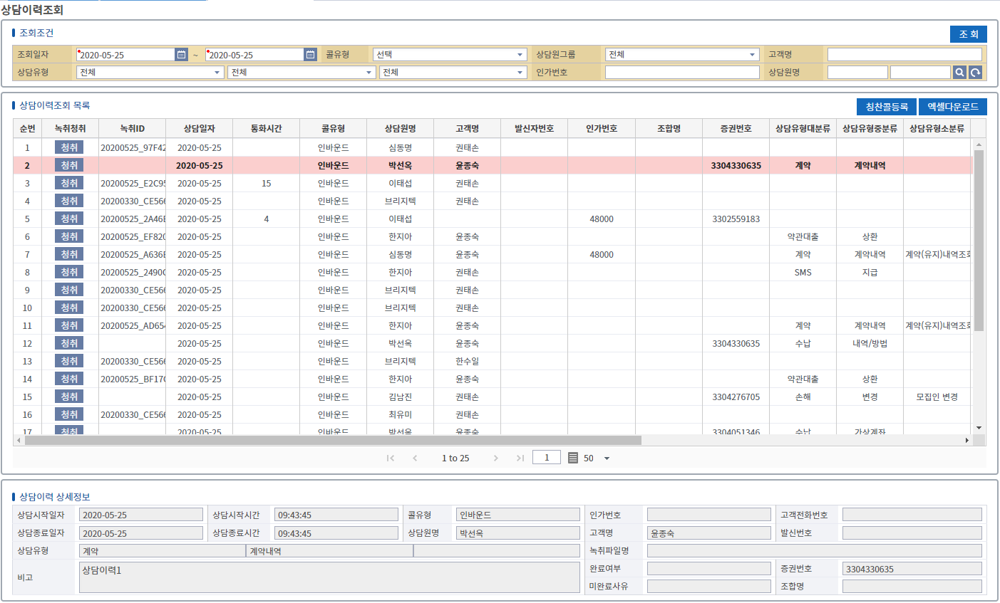 상담이력조회
조회조건
조 회
조회일자 2020-05-25 ~ 2020-05-25 콜유형 선택 상담원그룹 전체 고객명
상담유형 전체 전체 전체 인가번호 상담원명
상담이력조회 목록
칭찬콜등록 엑셀다운로드
순번 녹취청취 녹취ID 상담일자 통화시간 콜유형 상담원명 고객명 발신자번호 인가번호 조합명 증권번호 상담유형대분류 상담유형중분류 상담유형소분류
1 청취 20200525_97F42 2020-05-25 인바운드 심동명 권태손
2 청취 2020-05-25 인바운드 박선옥 윤종숙 3304330635 계약 계약내역
3 청취 20200525_E2C95 2020-05-25 15 인바운드 이태섭 권태손
4 청취 20200330_CE566 2020-05-25 인바운드 브리지텍 권태손
5 청취 20200525_2A46E 2020-05-25 4 인바운드 이태섭 48000 3302559183
6 청취 20200525_EF820 2020-05-25 인바운드 한지아 윤종숙 약관대출 상환
7 청취 20200525_A636E 2020-05-25 인바운드 심동명 윤종숙 48000 계약 계약내역 계약(유지)내역조회
8 청취 20200525_2490C 2020-05-25 인바운드 한지아 권태손 SMS 지급
9 청취 20200330_CE566 2020-05-25 인바운드 브리지텍 권태손
10 청취 20200330_CE566 2020-05-25 인바운드 브리지텍 권태손
11 청취 20200525_AD654 2020-05-25 인바운드 한지아 윤종숙 계약 계약내역 계약(유지)내역조회
12 청취 2020-05-25 인바운드 박선옥 윤종숙 3304330635 수납 내역/방법
13 청취 20200330_CE566 2020-05-25 인바운드 브리지텍 한수일
14 청취 20200525_BF17C 2020-05-25 인바운드 한지아 윤종숙 약관대출 상환
15 청취 2020-05-25 인바운드 김남진 권태손 3304276705 손해 변경 모집인 변경
16 청취 20200330_CE566 2020-05-25 인바운드 최유미 권태손
17 청취 2020-05-25 인바운드 박선옥 윤종숙 3304051346 수납 가상계좌
1 to 25 1 50
상담이력 상세정보
상담시작일자 2020-05-25 상담시작시간 09:43:45 콜유형 인바운드 인가번호 고객전화번호
상담종료일자 2020-05-25 상담종료시간 09:43:45 상담원명 박선옥 고객명 윤종숙 발신번호
상담유형 계약 계약내역 녹취파일명
비고 상담이력1 완료여부 증권번호 3304330635
미완료사유 조합명